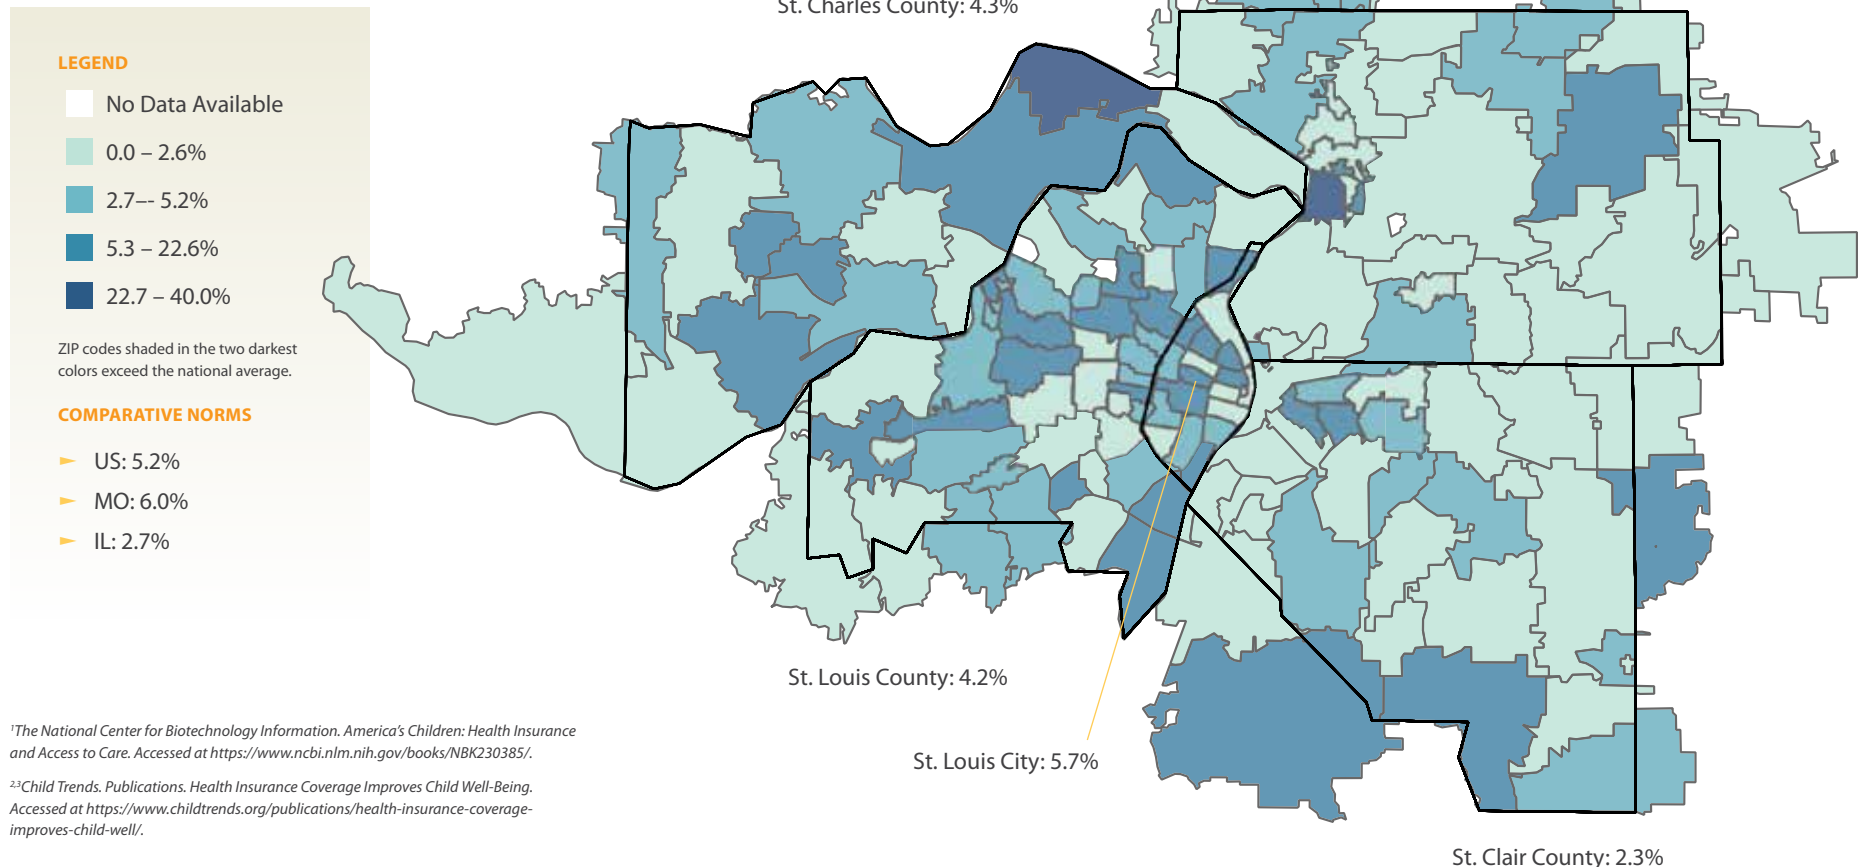 St. Charles County: 4.3%
LEGEND
No Data Available
0.0 – 2.6%
2.7–- 5.2%
5.3 – 22.6%
22.7 – 40.0%
ZIP codes shaded in the two darkest
colors exceed the national average.
COMPARATIVE NORMS
► US: 5.2%
► MO: 6.0%
► IL: 2.7%
St. Louis County: 4.2%
St. Louis City: 5.7%
St. Clair County: 2.3%
¹The National Center for Biotechnology Information. America’s Children: Health Insurance
and Access to Care. Accessed at https://www.ncbi.nlm.nih.gov/books/NBK230385/.
²,³Child Trends. Publications. Health Insurance Coverage Improves Child Well-Being.
Accessed at https://www.childtrends.org/publications/health-insurance-coverage-
improves-child-well/.